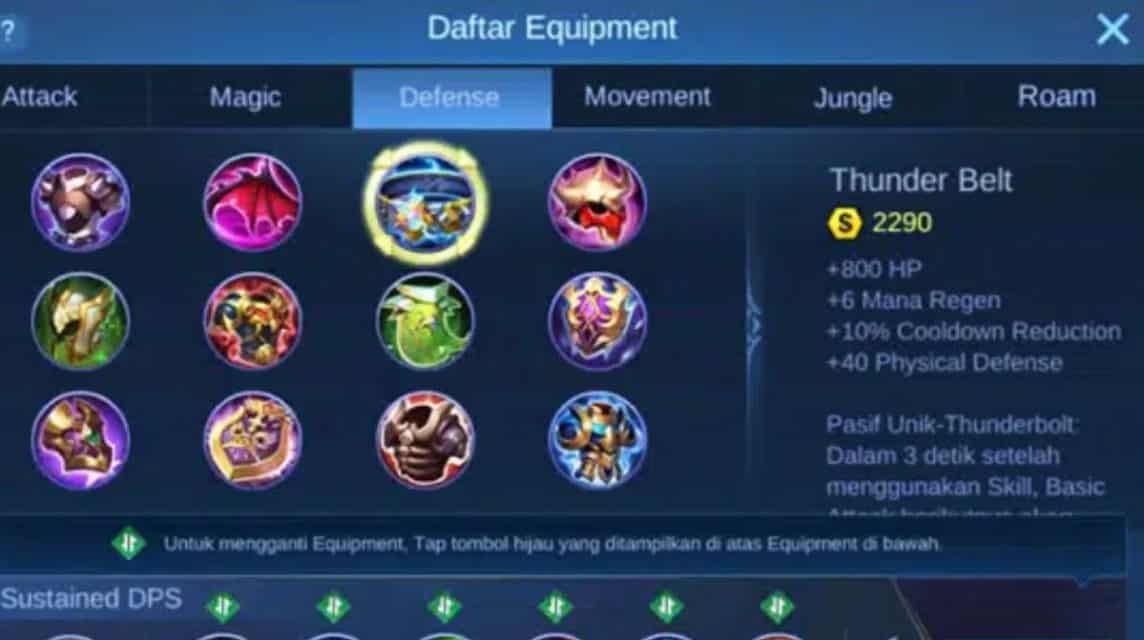 ?
Daftar Equipment
Attack
Magic
Defense
Movement
Jungle
Roam
Thunder Belt
S 2290
+800 HP
+6 Mana Regen
+10% Cooldown Reduction
+40 Physical Defense
Pasif Unik-Thunderbolt:
Dalam 3 detik setelah
menggunakan Skill, Basic
Untuk mengganti Equipment, Tap tombol hijau yang ditampilkan di atas Equipment di bawah.
Sustained DPS